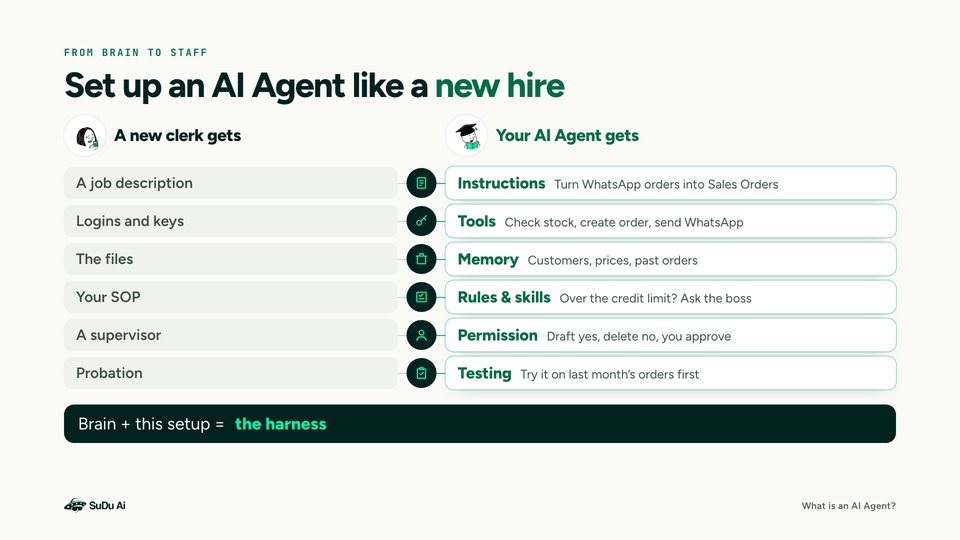 FROM BRAIN TO STAFF
Set up an AI Agent like a new hire
A new clerk gets
Your AI Agent gets
A job description
Instructions Turn WhatsApp orders into Sales Orders
Logins and keys
Tools Check stock, create order, send WhatsApp
The files
Memory Customers, prices, past orders
Your SOP
Rules & skills Over the credit limit? Ask the boss
A supervisor
Permission Draft yes, delete no, you approve
Probation
Testing Try it on last month’s orders first
Brain + this setup = the harness
SuDu Ai
What is an AI Agent?